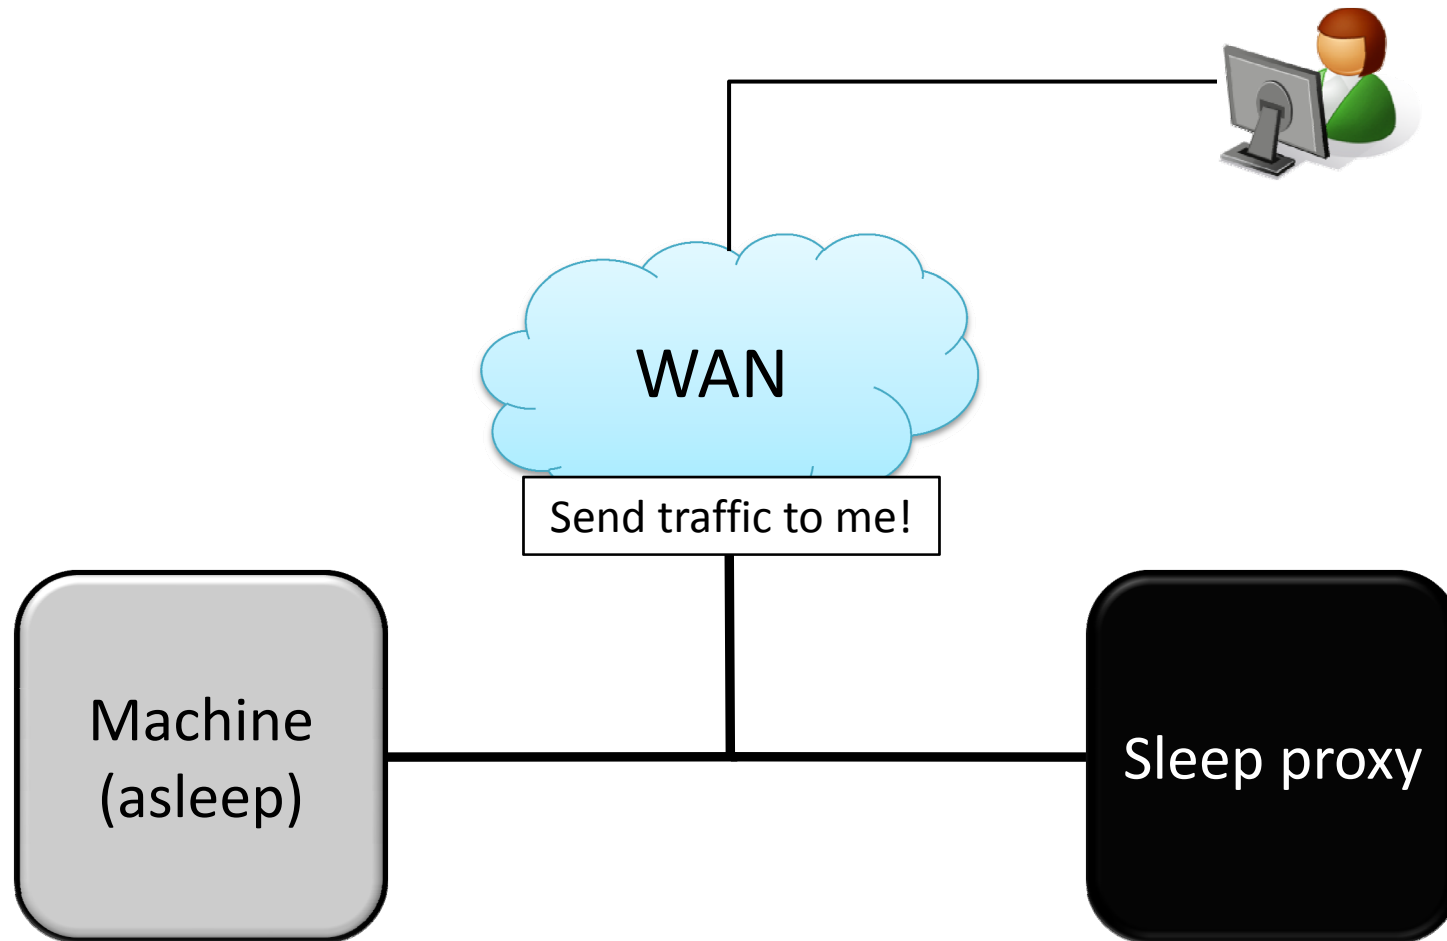 WAN
Send traffic to me!
Machine
(asleep)
Sleep proxy